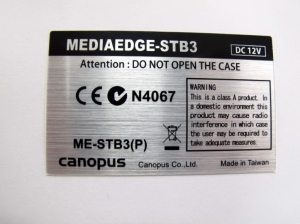 MEDIAEDGE-STB3
DC 12V
Attention : DO NOT OPEN THE CASE
CE N4067
WARNING
This is a class A product. In
a domestic environment this
product may cause radio
interference in which case
the user may be required to
take adequate measures.
ME-STB3(P)
canopus
Canopus Co.,Ltd.
Made in Taiwan